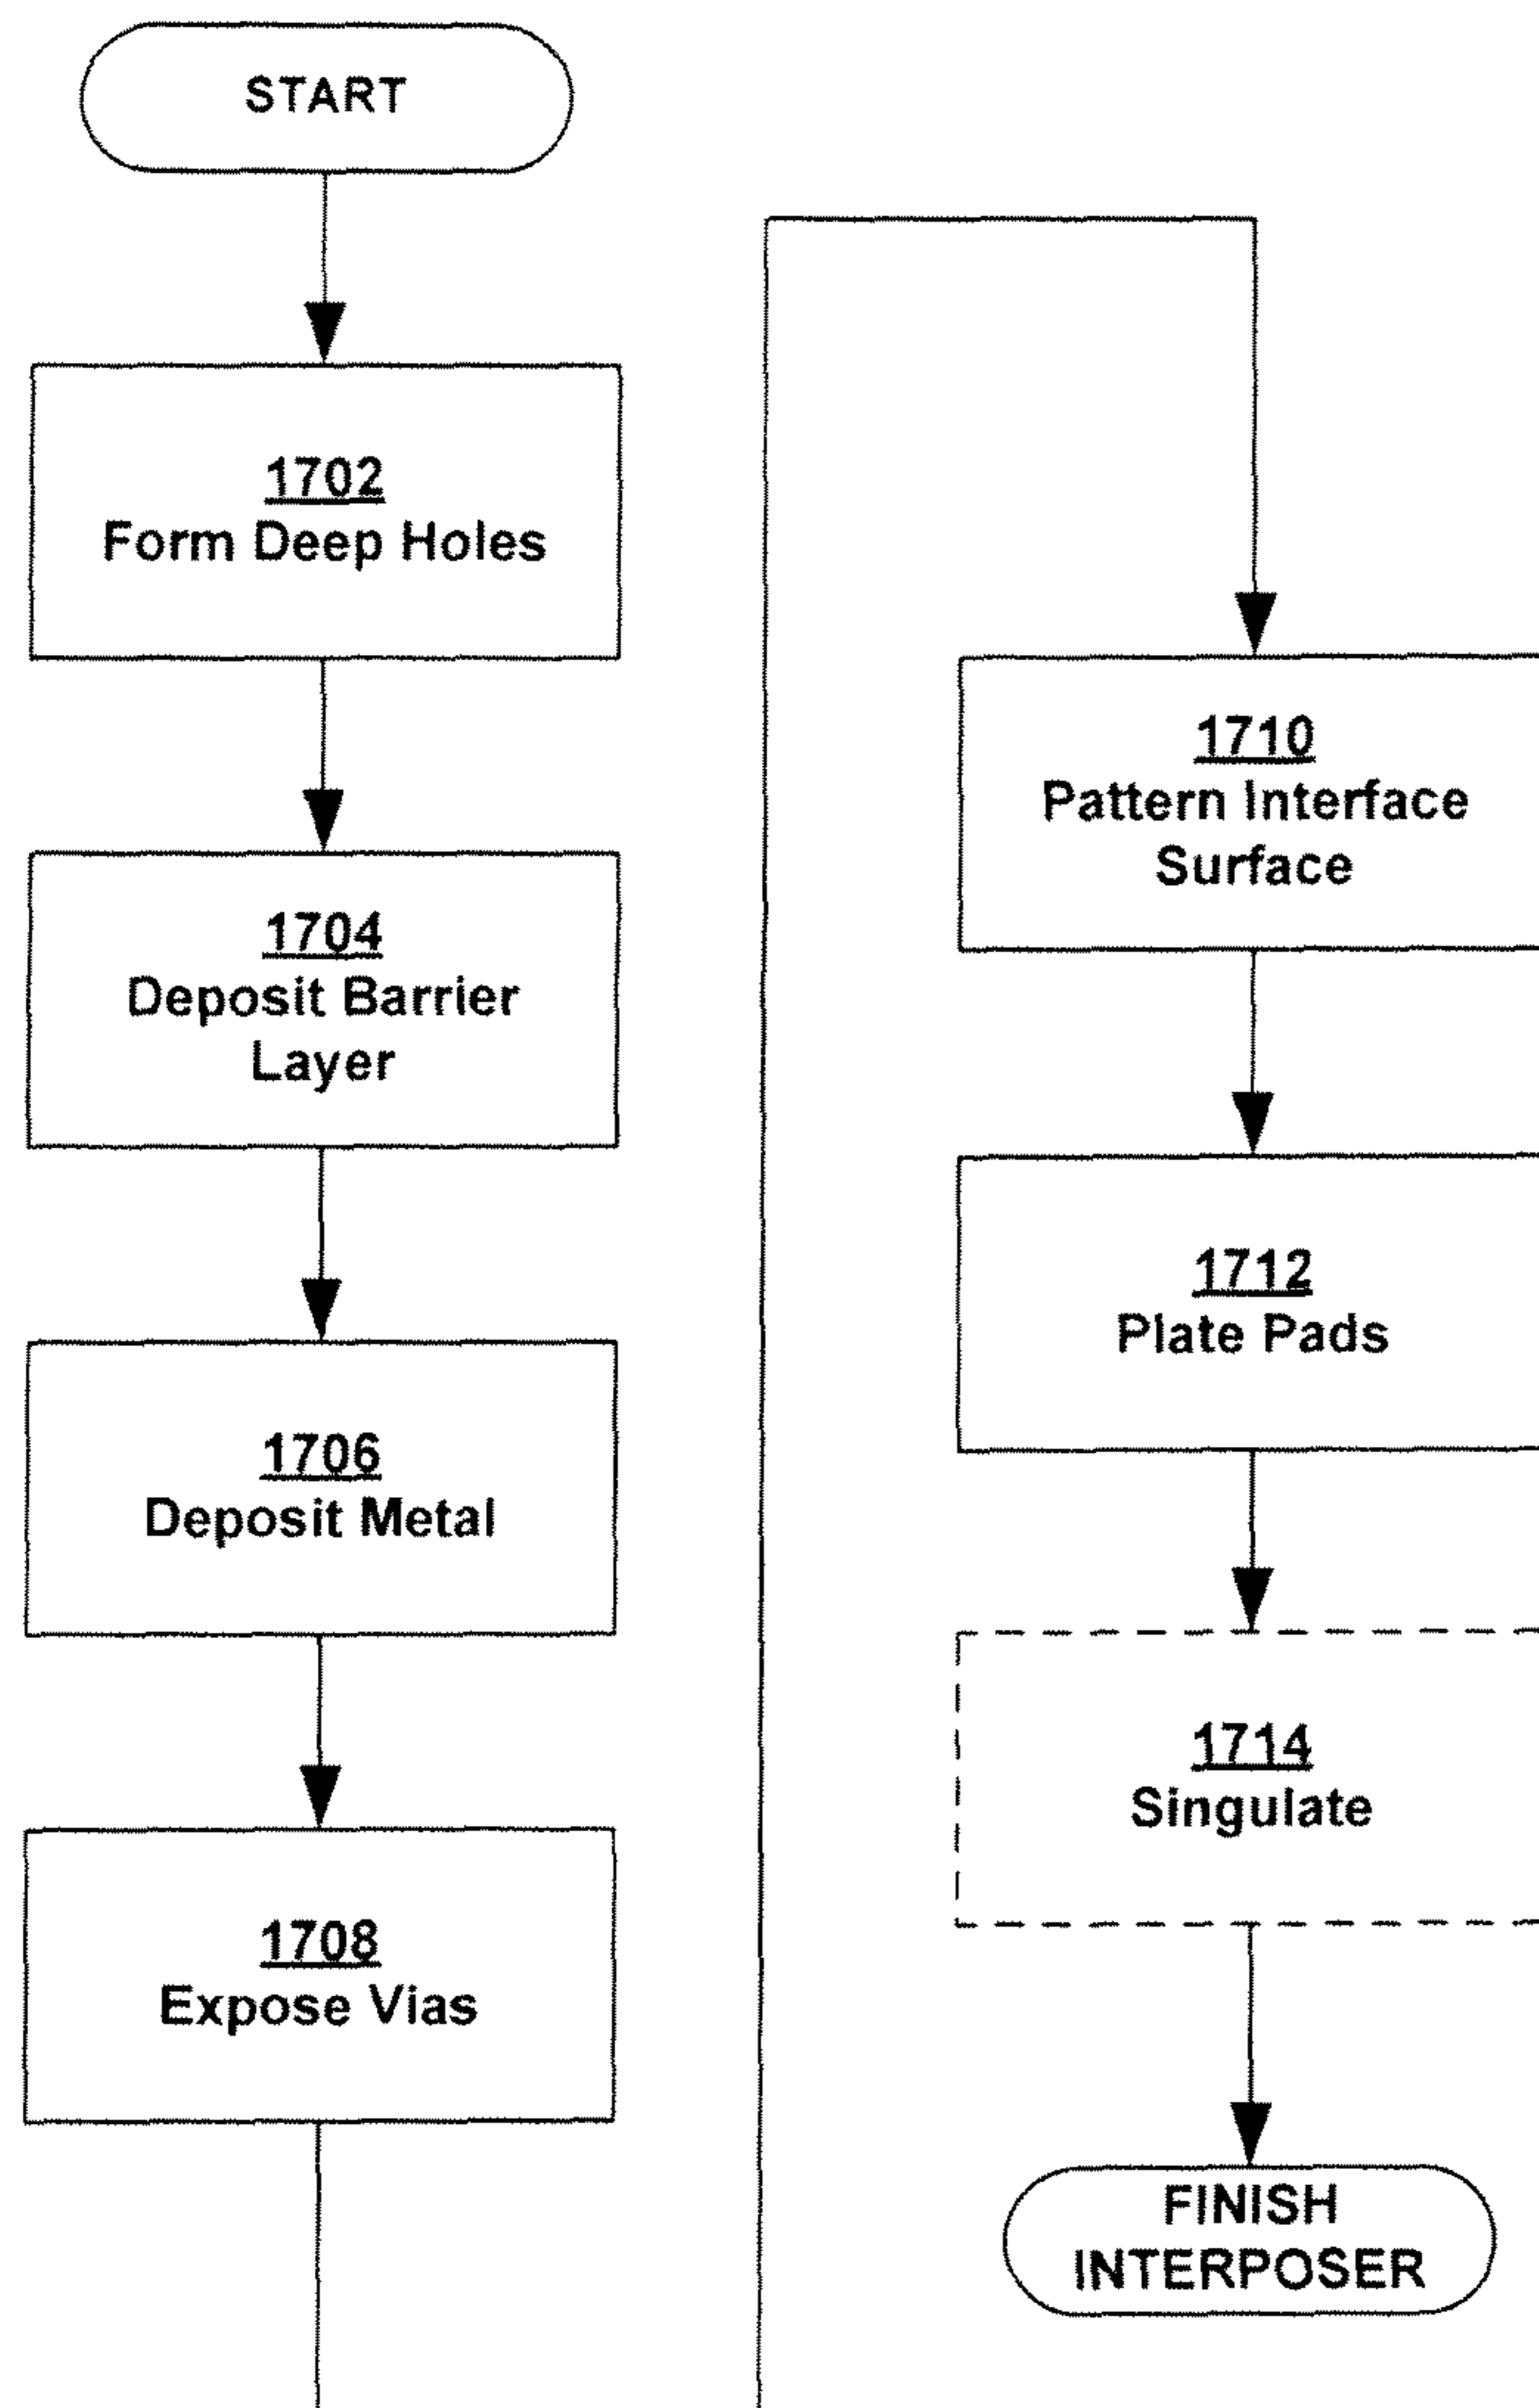 START
1702
Form Deep Holes
1704
Deposit Barrier
Layer
1706
Deposit Metal
1708
Expose Vias
1710
Pattern Interface
Surface
1712
Plate Pads
1714
Singulate
FINISH
INTERPOSER